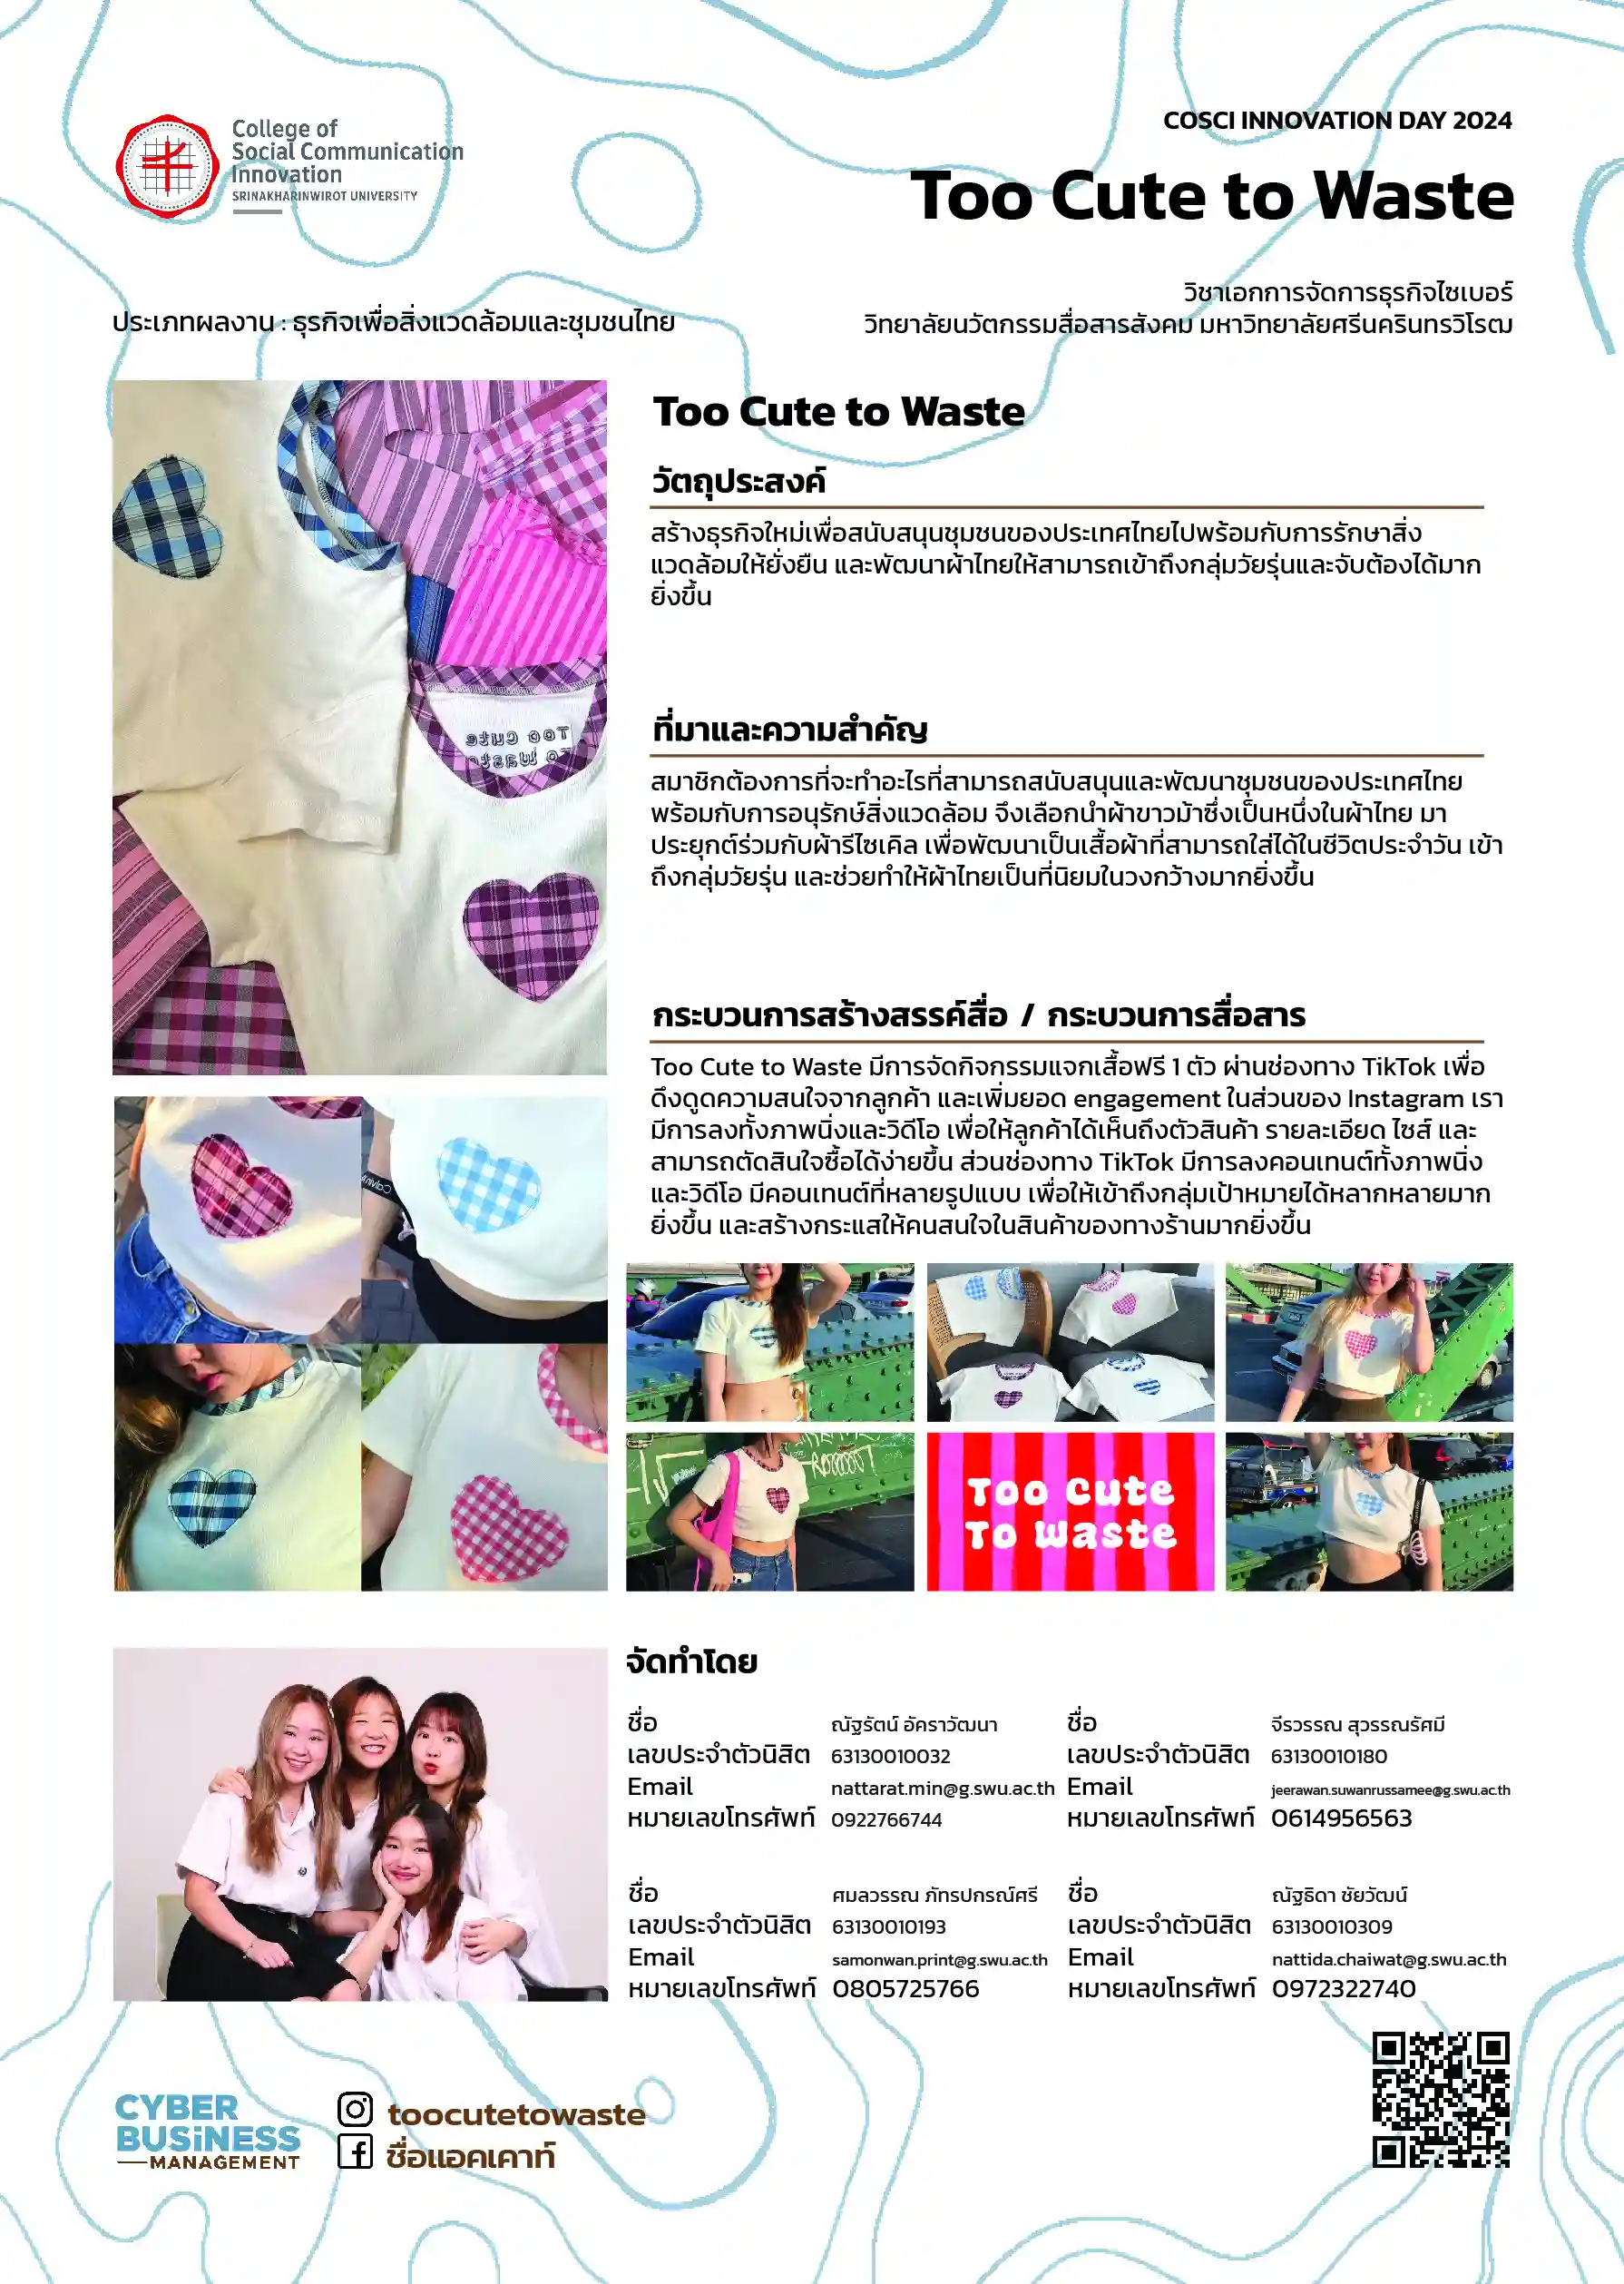 College of
Social Communication
Innovation
SRINAKHARINWIROT UNIVERSITY
COSCI INNOVATION DAY 2024
Too Cute to Waste
วิชาเอกการจัดการธุรกิจไซเบอร์
วิทยาลัยนวัตกรรมสื่อสารสังคม มหาวิทยาลัยศรีนครินทรวิโรฒ
ประเภทผลงาน : ธุรกิจเพื่อสิ่งแวดล้อมและชุมชนไทย
Too Cute to Waste
วัตถุประสงค์
สร้างธุรกิจใหม่เพื่อสนับสนุนชุมชนของประเทศไทยไปพร้อมกับการรักษาสิ่ง
แวดล้อมให้ยั่งยืน และพัฒนาผ้าไทยให้สามารถเข้าถึงกลุ่มวัยรุ่นและจับต้องได้มาก
ยิ่งขึ้น
Too Cute
To Waste
ที่มาและความสำคัญ
สมาชิกต้องการที่จะทำอะไรที่สามารถสนับสนุนและพัฒนาชุมชนของประเทศไทย
พร้อมกับการอนุรักษ์สิ่งแวดล้อม จึงเลือกนำผ้าขาวม้าซึ่งเป็นหนึ่งในผ้าไทย มา
ประยุกต์ร่วมกับผ้ารีไซเคิล เพื่อพัฒนาเป็นเสื้อผ้าที่สามารถใส่ได้ในชีวิตประจำวัน เข้า
ถึงกลุ่มวัยรุ่น และช่วยทำให้ผ้าไทยเป็นที่นิยมในวงกว้างมากยิ่งขึ้น
กระบวนการสร้างสรรค์สื่อ / กระบวนการสื่อสาร
Too Cute to Waste มีการจัดกิจกรรมแจกเสื้อฟรี 1 ตัว ผ่านช่องทาง TikTok เพื่อ
ดึงดูดความสนใจจากลูกค้า และเพิ่มยอด engagement ในส่วนของ Instagram เรา
มีการลงทั้งภาพนิ่งและวิดีโอ เพื่อให้ลูกค้าได้เห็นถึงตัวสินค้า รายละเอียด ไซส์ และ
สามารถตัดสินใจซื้อได้ง่ายขึ้น ส่วนช่องทาง TikTok มีการลงคอนเทนต์ทั้งภาพนิ่ง
และวิดีโอ มีคอนเทนต์ที่หลายรูปแบบ เพื่อให้เข้าถึงกลุ่มเป้าหมายได้หลากหลายมาก
ยิ่งขึ้น และสร้างกระแสให้คนสนใจในสินค้าของทางร้านมากยิ่งขึ้น
Too Cute
To Waste
จัดทำโดย
ชื่อ ณัฐรัตน์ อัคราวัฒนา
เลขประจำตัวนิสิต 63130010032
Email nattarat.min@g.swu.ac.th
หมายเลขโทรศัพท์ 0922766744
ชื่อ จีรวรรณ สุวรรณรัศมี
เลขประจำตัวนิสิต 63130010180
Email jeerawan.suwanrussamee@g.swu.ac.th
หมายเลขโทรศัพท์ 0614956563
ชื่อ ศมลวรรณ ภัทรปกรณ์ศรี
เลขประจำตัวนิสิต 63130010193
Email samonwan.print@g.swu.ac.th
หมายเลขโทรศัพท์ 0805725766
ชื่อ ณัฐธิดา ชัยวัฒน์
เลขประจำตัวนิสิต 63130010309
Email nattida.chaiwat@g.swu.ac.th
หมายเลขโทรศัพท์ 0972322740
CYBER
BUSiNESS
MANAGEMENT
toocutetowaste
ชื่อแอคเคาท์